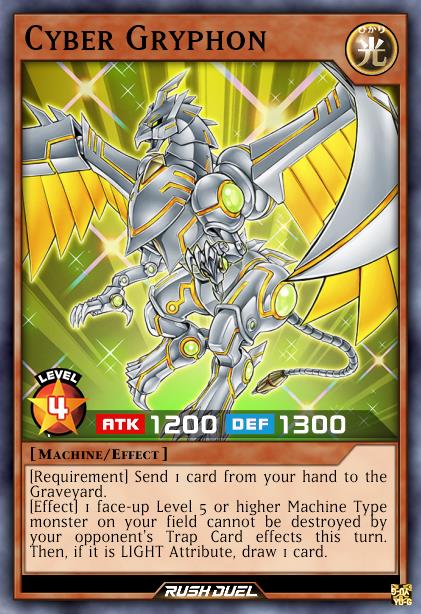 Cyber Gryphon
ひかり
光
LEVEL
4
ATK 1200 DEF 1300
[Machine/Effect]
[Requirement] Send 1 card from your hand to the
Graveyard.
[Effect] 1 face-up Level 5 or higher Machine Type
monster on your field cannot be destroyed by
your opponent's Trap Card effects this turn.
Then, if it is LIGHT Attribute, draw 1 card.
RUSH DUEL